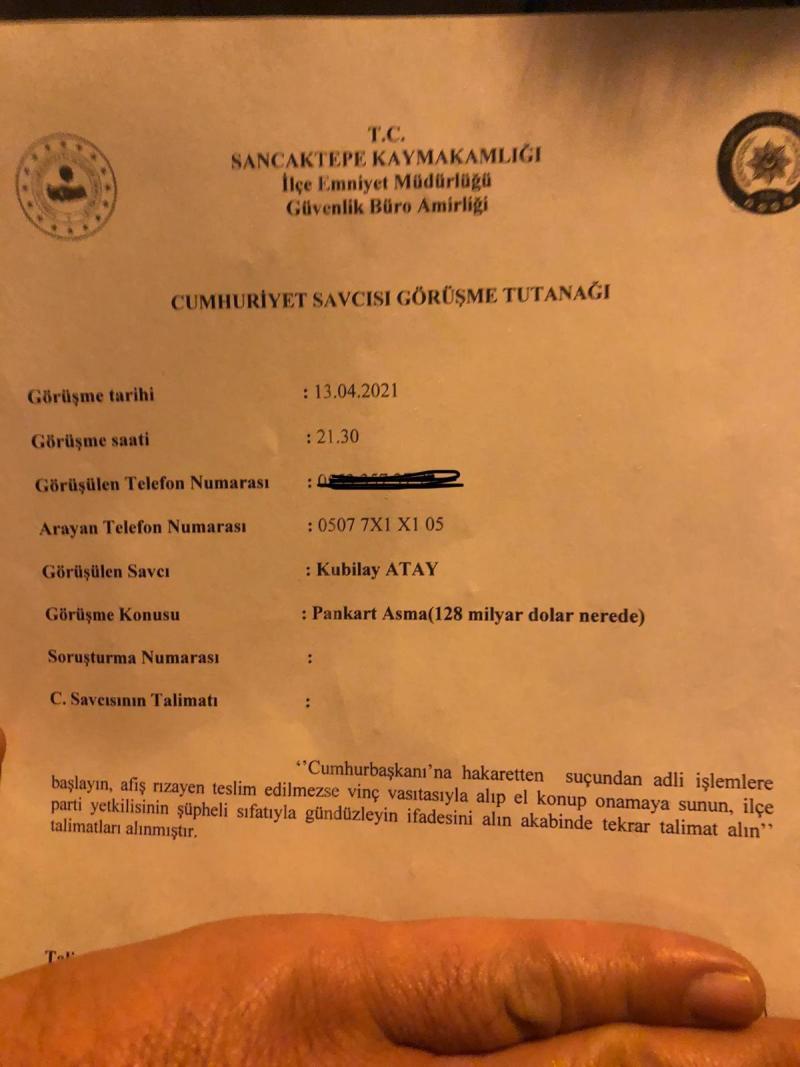 T.C.
SANCAKTEPE KAYMAKAMLIĞI
İlçe Emniyet Müdürlüğü
Güvenlik Büro Amirliği
CUMHURİYET SAVCISI GÖRÜŞME TUTANAĞI
Görüşme tarihi : 13.04.2021
Görüşme saati : 21.30
Görüşülen Telefon Numarası :
Arayan Telefon Numarası : 0507 7X1 X1 05
Görüşülen Savcı : Kubilay ATAY
Görüşme Konusu : Pankart Asma(128 milyar dolar nerede)
Soruşturma Numarası :
C. Savcısının Talimatı :
‘’Cumhurbaşkanı’na hakaretten suçundan adli işlemlere
başlayın, afiş rızayen teslim edilmezse vinç vasıtasıyla alıp el konup onamaya sunun, ilçe
parti yetkilisinin şüpheli sıfatıyla gündüzleyin ifadesini alın akabinde tekrar talimat alın’’
talimatları alınmıştır.